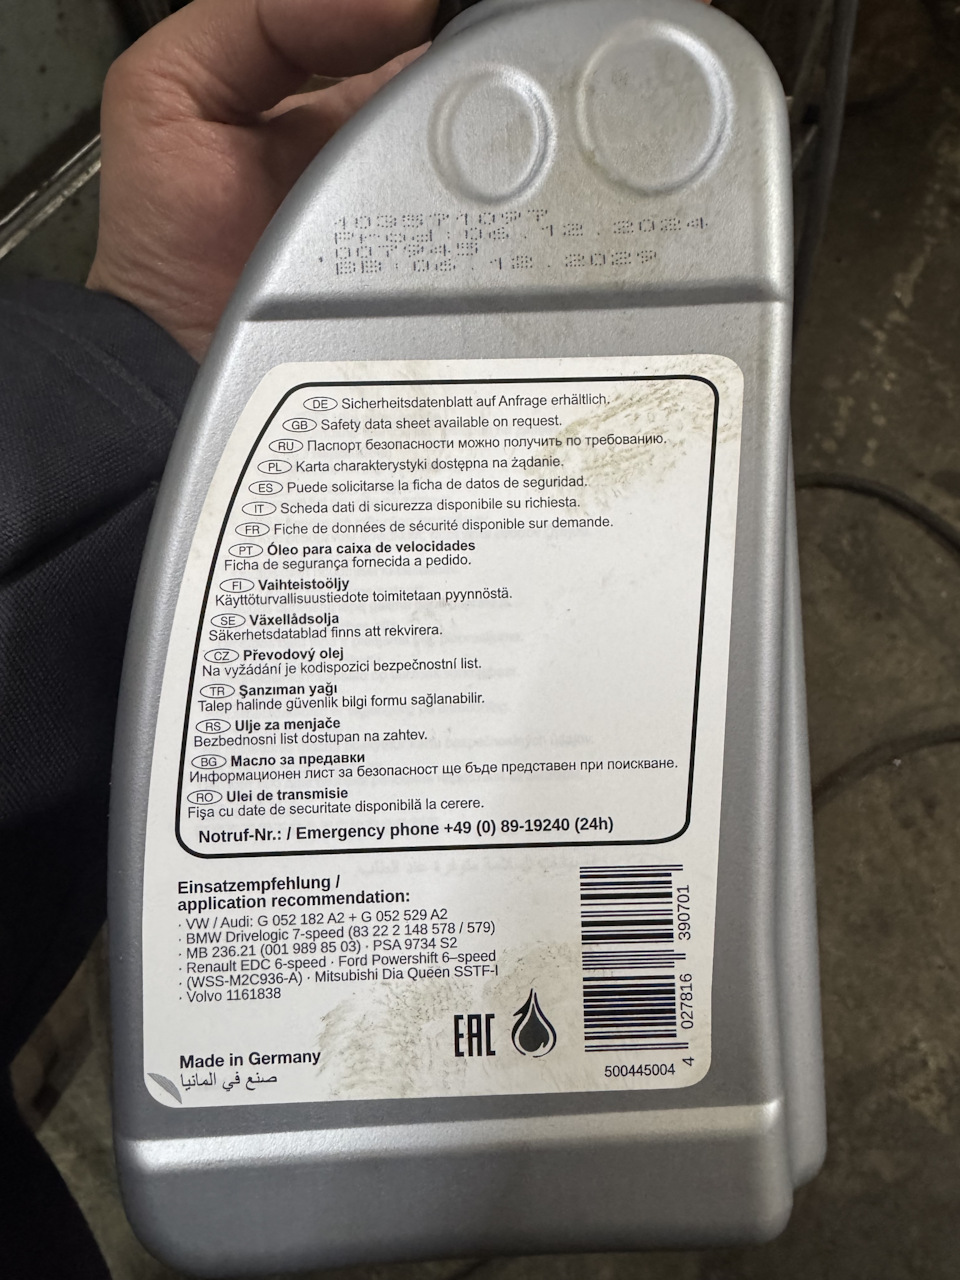 10357109T
Prod.:06.12.2024
007945
BB:06.12.2029
DE Sicherheitsdatenblatt auf Anfrage erhältlich.
GB Safety data sheet available on request.
RU Паспорт безопасности можно получить по требованию.
PL Karta charakterystyki dostępna na żądanie.
ES Puede solicitarse la ficha de datos de seguridad.
IT Scheda dati di sicurezza disponibile su richiesta.
FR Fiche de données de sécurité disponible sur demande.
PT Óleo para caixa de velocidades
Ficha de segurança fornecida a pedido.
FI Vaihteistoöljy
Käyttöturvallisuustiedote toimitetaan pyynnöstä.
SE Växellådsolja
Säkerhetsdatablad finns att rekvirera.
CZ Převodový olej
Na vyžádání je kodispozici bezpečnostní list.
TR Şanzıman yağı
Talep halinde güvenlik bilgi formu sağlanabilir.
RS Ulje za menjače
Bezbednosni list dostupan na zahtev.
BG Масло за предавки
Информационен лист за безопасност ще бъде представен при поискване.
RO Ulei de transmisie
Fişa cu date de securitate disponibilă la cerere.
Notruf-Nr.: / Emergency phone +49 (0) 89-19240 (24h)
Einsatzempfehlung /
application recommendation:
· VW / Audi: G 052 182 A2 + G 052 529 A2
· BMW Drivelogic 7-speed (83 22 2 148 578 / 579)
· MB 236.21 (001 989 85 03) · PSA 9734 S2
· Renault EDC 6-speed · Ford Powershift 6–speed
· (WSS-M2C936-A) · Mitsubishi Dia Queen SSTF-I
· Volvo 1161838
EAC
Made in Germany
صنع في المانيا
4 027816 390701
500445004